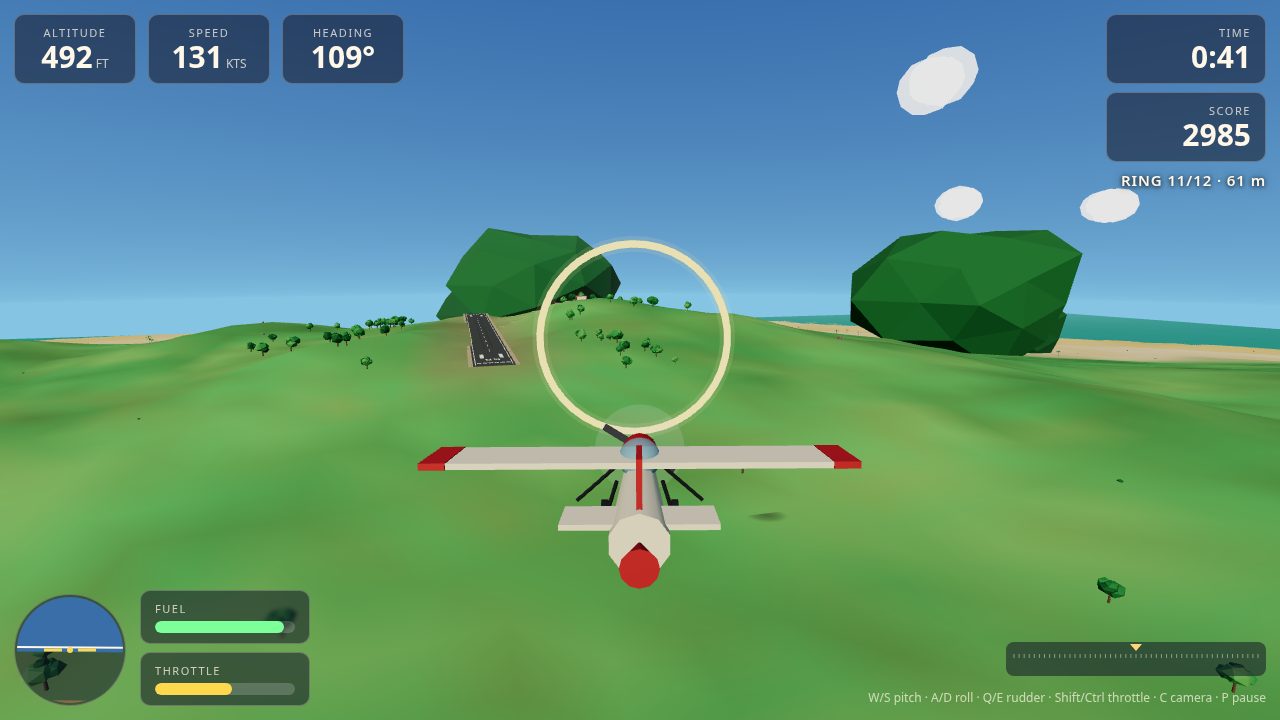 ALTITUDE
492 FT
SPEED
131 KTS
HEADING
109°
TIME
0:41
SCORE
2985
RING 11/12 · 61 m
FUEL
THROTTLE
W/S pitch · A/D roll · Q/E rudder · Shift/Ctrl throttle · C camera · P pause